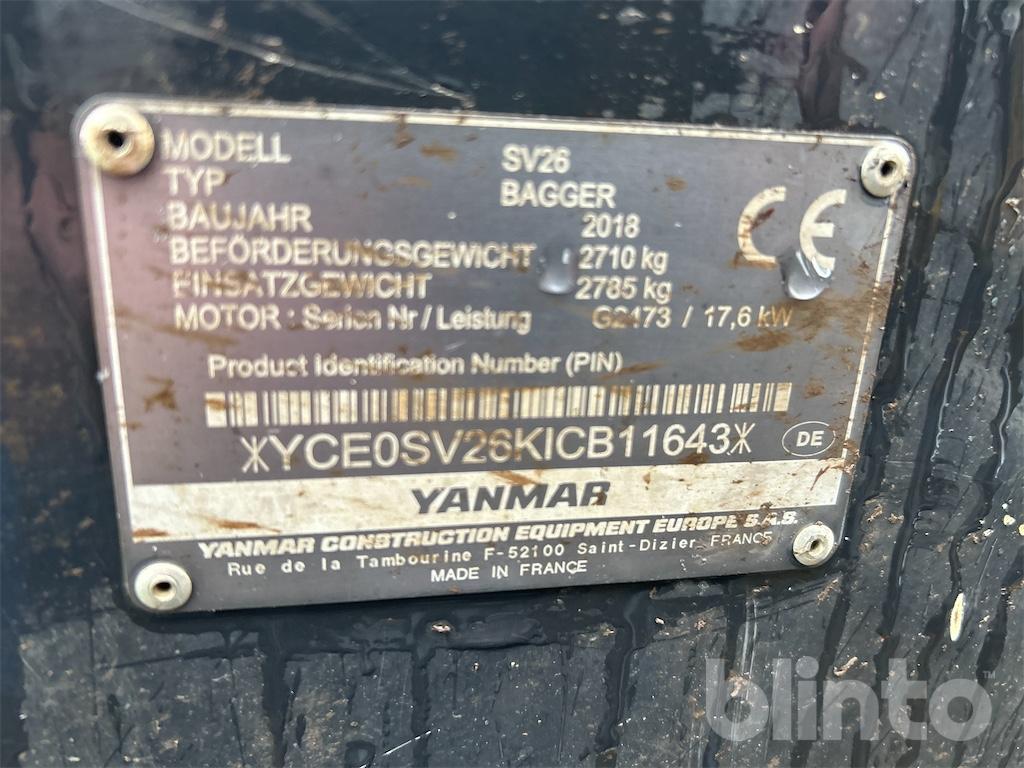 MODELL SV26
TYP BAGGER
BAUJAHR 2018
BEFÖRDERUNGSGEWICHT 2710 kg
EINSATZGEWICHT 2785 kg
MOTOR : Serien Nr / Leistung G2473 / 17,6 kW
CE
Product Identification Number (PIN)
*YCE0SV26KICB11643*
DE
YANMAR
YANMAR CONSTRUCTION EQUIPMENT EUROPE S.A.S.
Rue de la Tambourine F-52100 Saint-Dizier FRANCE
MADE IN FRANCE
blinto™